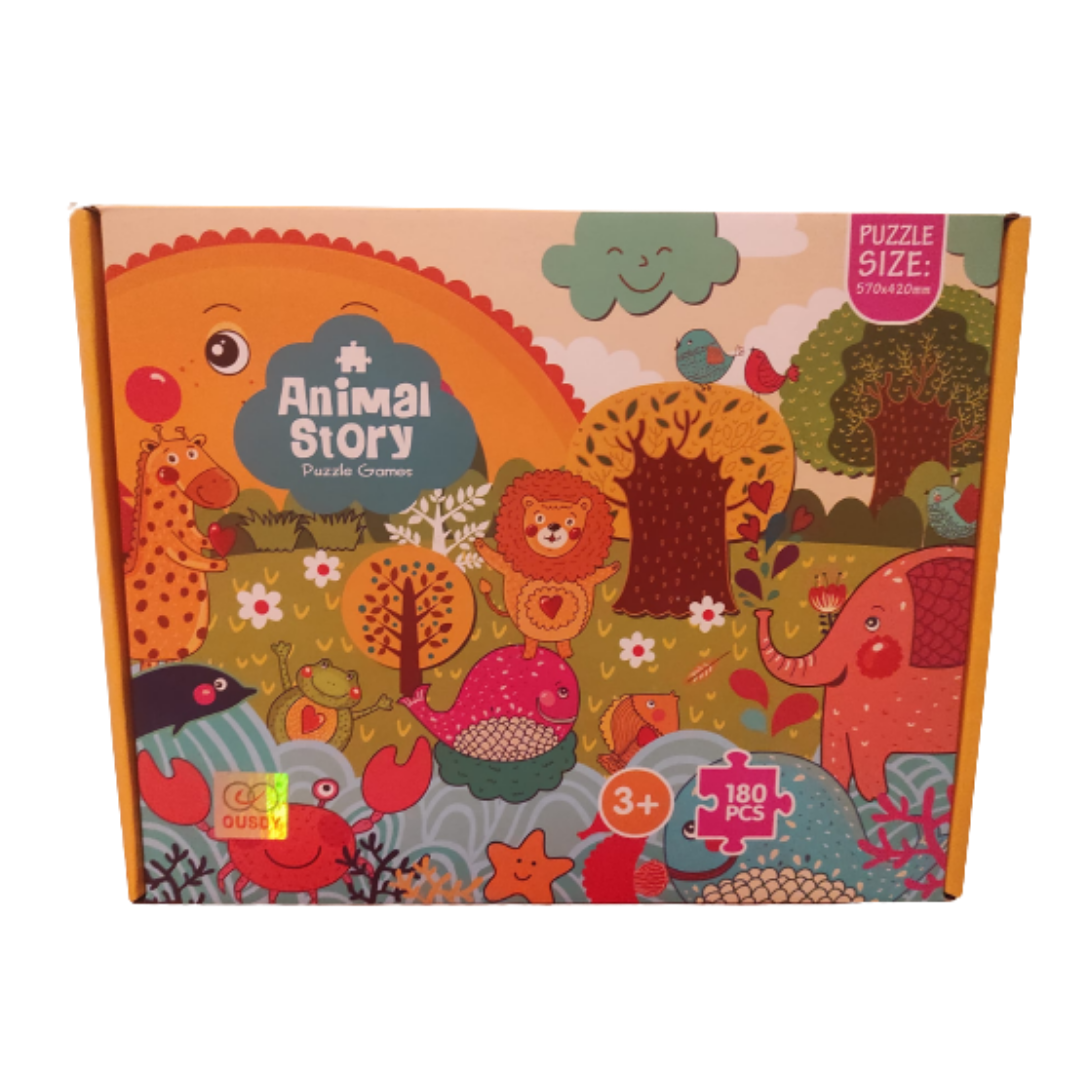 PUZZLE
SIZE:
570x420mm
Animal
Story
Puzzle Games
3+
180
PCS
OUSDY